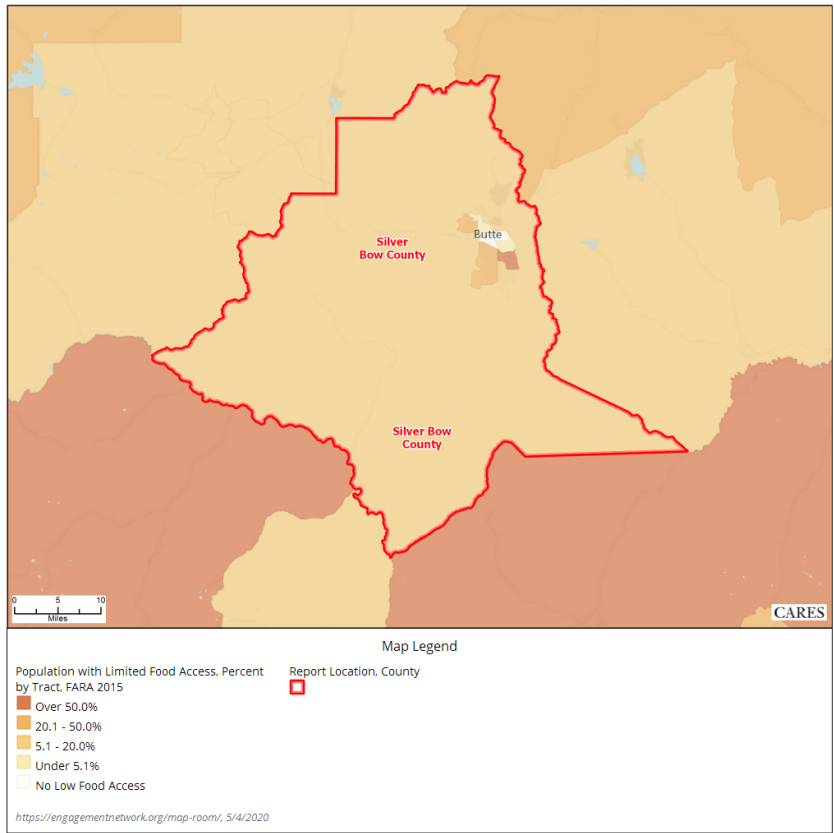 Butte
Silver
Bow County
Silver Bow
County
0 5 10
Miles
CARES
Map Legend
Population with Limited Food Access, Percent
by Tract, FARA 2015
Over 50.0%
20.1 - 50.0%
5.1 - 20.0%
Under 5.1%
No Low Food Access
Report Location, County
https://engagementnetwork.org/map-room/, 5/4/2020